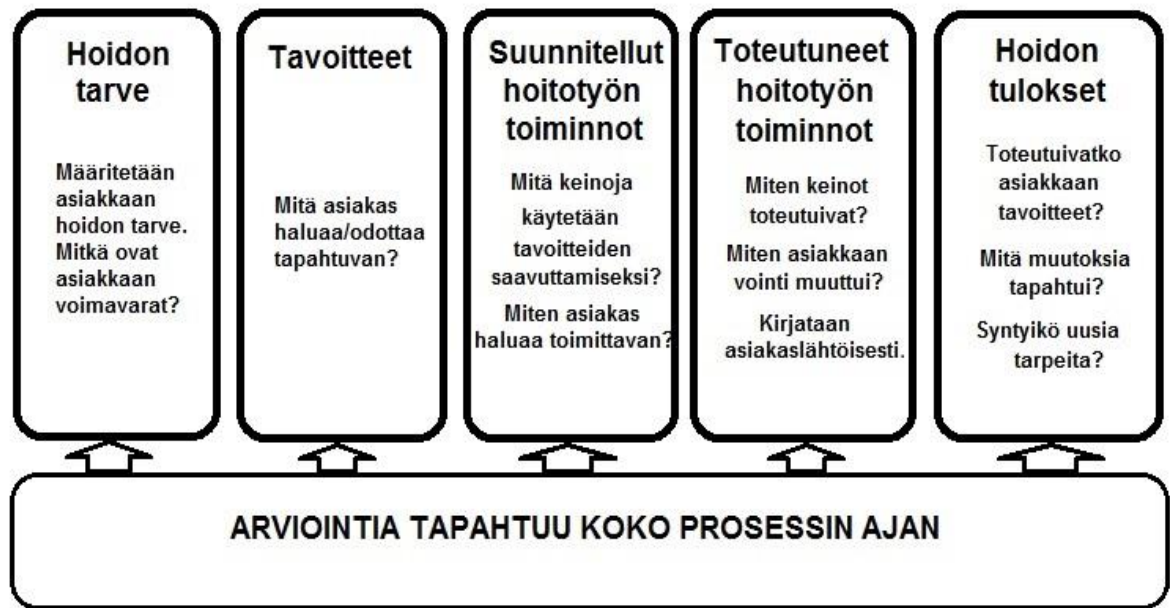 Hoidon
tarve
Määritetään
asiakkaan
hoidon tarve.
Mitkä ovat
asiakkaan
voimavarat?
Tavoitteet
Mitä asiakas
haluaa/odottaa
tapahtuvan?
Suunnitellut
hoitotyön
toiminnot
Mitä keinoja
käytetään
tavoitteiden
saavuttamiseksi?
Miten asiakas
haluaa toimittavan?
Toteutuneet
hoitotyön
toiminnot
Miten keinot
toteutuivat?
Miten asiakkaan
vointi muuttui?
Kirjataan
asiakaslähtöisesti.
Hoidon
tulokset
Toteutuivatko
asiakkaan
tavoitteet?
Mitä muutoksia
tapahtui?
Syntyikö uusia
tarpeita?
ARVIOINTIA TAPAHTUU KOKO PROSESSIN AJAN